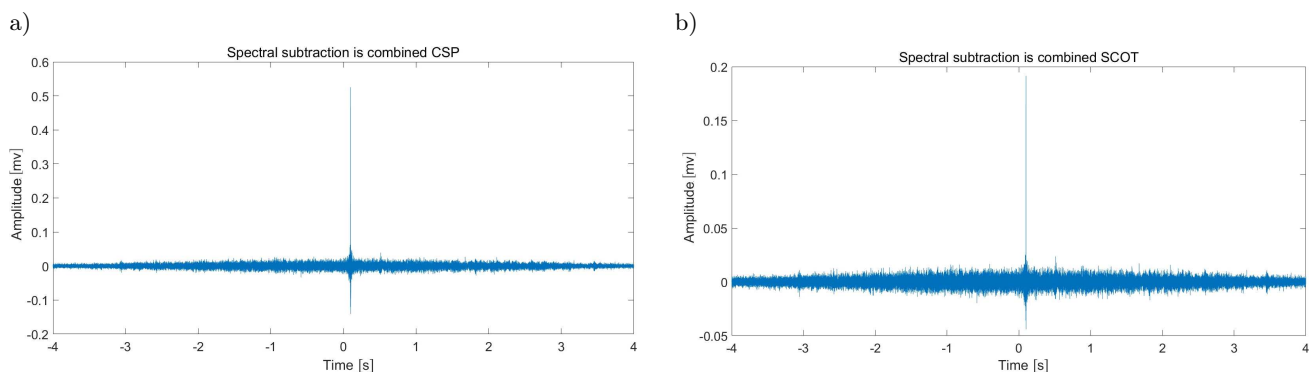 a)
Spectral subtraction is combined CSP
0.6
0.5
0.4
0.3
0.2
0.1
0
-0.1
-0.2
Amplitude [mv]
-4 -3 -2 -1 0 1 2 3 4
Time [s]
b)
Spectral subtraction is combined SCOT
0.2
0.15
0.1
0.05
0
-0.05
Amplitude [mv]
-4 -3 -2 -1 0 1 2 3 4
Time [s]